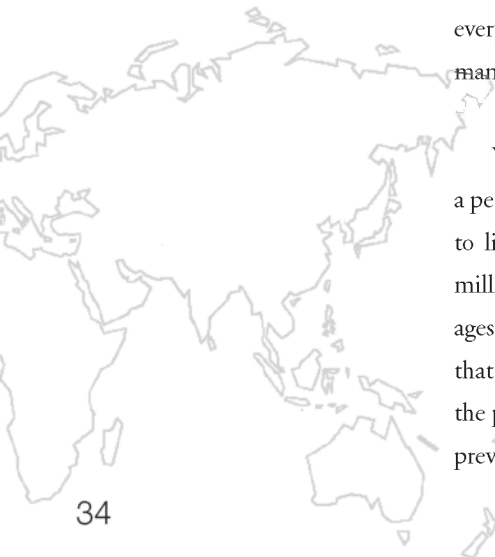 ever
man
a pe
to li
mill
ages
that
the p
prev
34